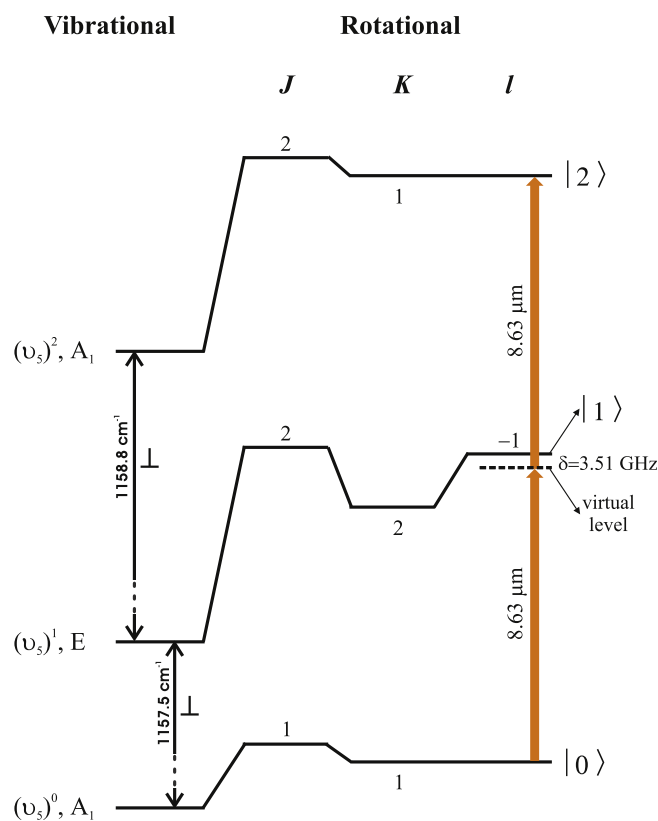 Vibrational Rotational
J K l
2
1
|2⟩
8.63 μm
(υ₅)², A₁
1158.8 cm⁻¹
⊥
2
2
−1
|1⟩
δ=3.51 GHz
virtual
level
8.63 μm
(υ₅)¹, E
1157.5 cm⁻¹
⊥
1
1
|0⟩
(υ₅)⁰, A₁